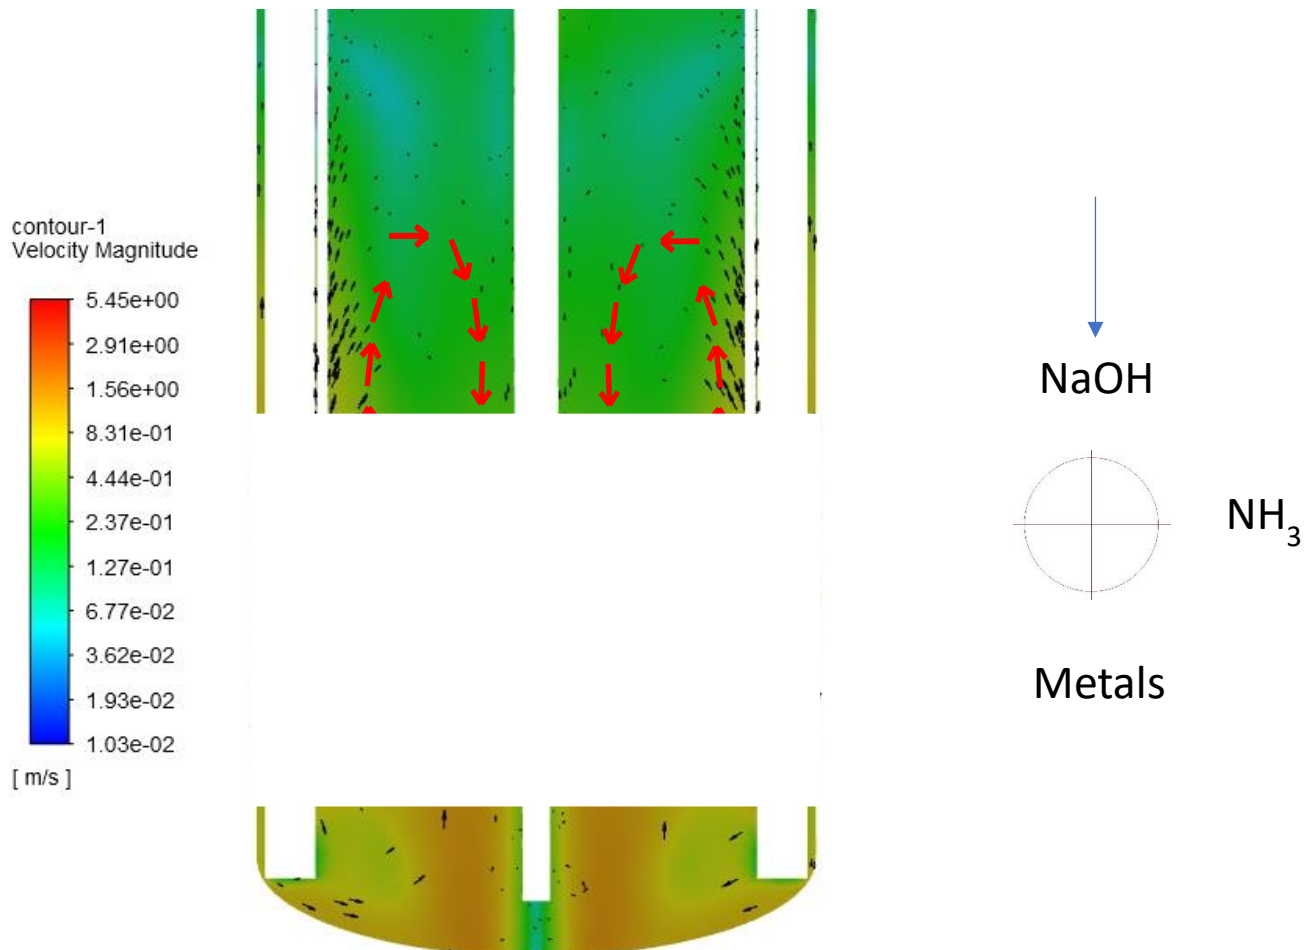 contour-1
Velocity Magnitude
5.45e+00
2.91e+00
1.56e+00
8.31e-01
4.44e-01
2.37e-01
1.27e-01
6.77e-02
3.62e-02
1.93e-02
1.03e-02
[ m/s ]
NaOH
NH3
Metals